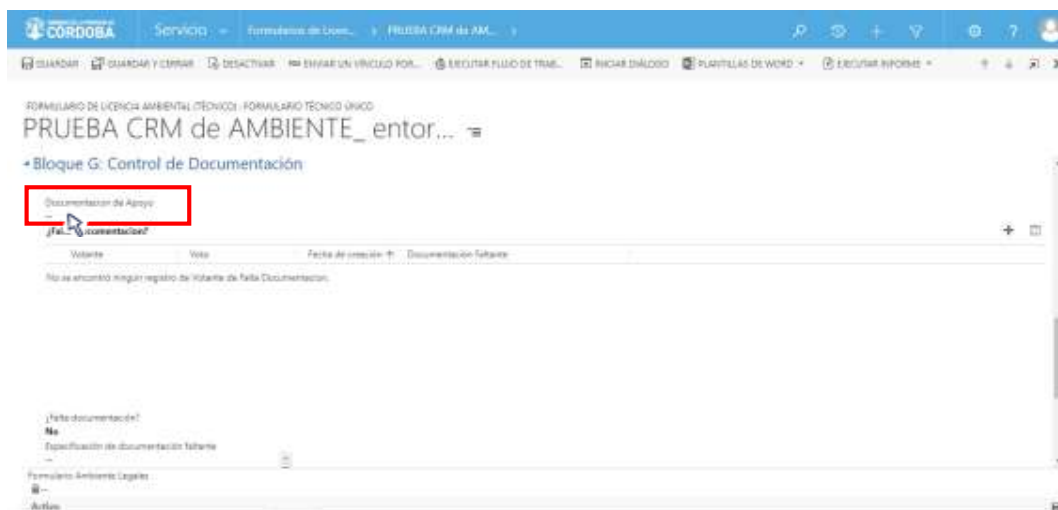 CÓRDOBA Servicio Formularios de Licen... PRUEBA CRM de AM...
GUARDAR GUARDAR Y CERRAR DESACTIVAR ENVIAR UN VÍNCULO POR... EJECUTAR FLUJO DE TRAB... INICIAR DIÁLOGO PLANTILLAS DE WORD EJECUTAR INFORME
FORMULARIO DE LICENCIA AMBIENTAL (TÉCNICO) : FORMULARIO TÉCNICO ÚNICO
PRUEBA CRM de AMBIENTE_ entor...
Bloque G: Control de Documentación
Documentacion de Apoyo
--
Votante Voto Fecha de creación ↑ Documentación faltante
No se encontró ningún registro de Votante de Falta Documentacion.
¿Falta documentación?
No
Especificación de documentación faltante
--
Formulario Ambiente Legales
--
Activo